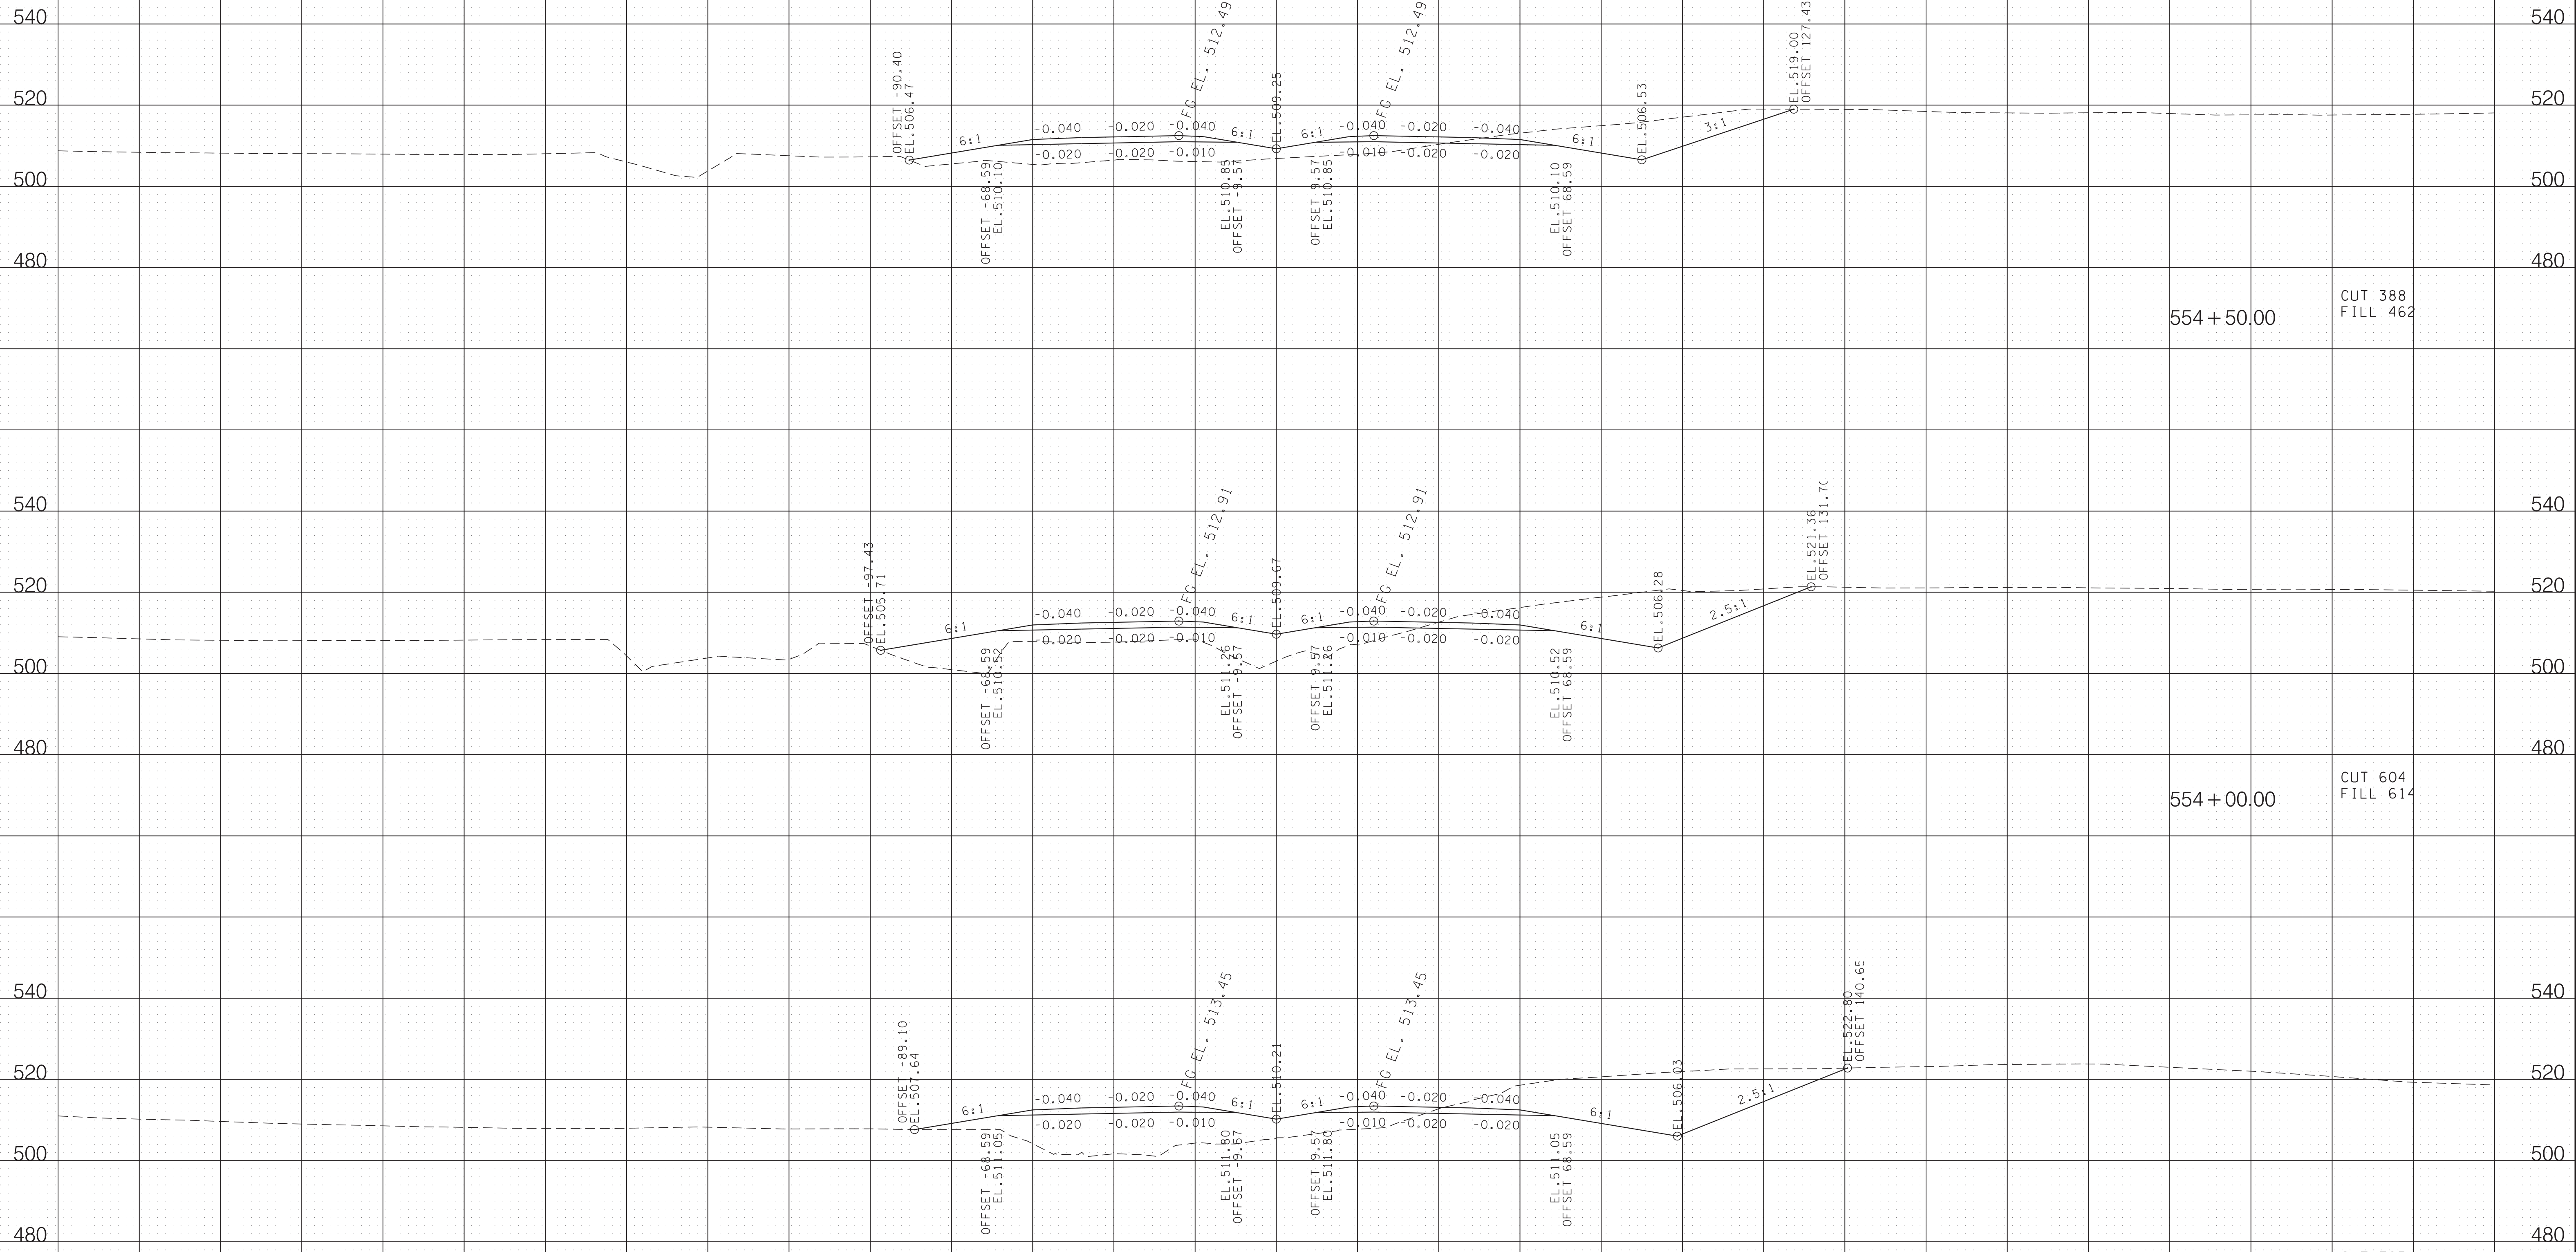 540 540
FG EL. 512.49 FG EL. 512.49
OFFSET -90.40
EL.506.47
EL.509.25
EL.506.53
EL.519.00
OFFSET 127.43
520 520
6:1 -0.040 -0.020 -0.040 6:1 6:1 -0.040 -0.020 -0.040 6:1 3:1
-0.020 -0.020 -0.010 -0.010 -0.020 -0.020
500 500
OFFSET -68.59
EL.510.10
EL.510.85
OFFSET -9.57
OFFSET 9.57
EL.510.85
EL.510.10
OFFSET 68.59
480 480
554+50.00
CUT 388
FILL 462
540 540
FG EL. 512.91 FG EL. 512.91
OFFSET -97.43
EL.505.71
EL.509.67
EL.506.28
EL.521.36
OFFSET 131.70
520 520
6:1 -0.040 -0.020 -0.040 6:1 6:1 -0.040 -0.020 -0.040 6:1 2.5:1
-0.020 -0.020 -0.010 -0.010 -0.020 -0.020
500 500
OFFSET -68.59
EL.510.52
EL.511.26
OFFSET -9.57
OFFSET 9.57
EL.511.26
EL.510.52
OFFSET 68.59
480 480
554+00.00
CUT 604
FILL 614
540 540
FG EL. 513.45 FG EL. 513.45
OFFSET -89.10
EL.507.64
EL.510.21
EL.506.03
EL.522.80
OFFSET 140.65
520 520
6:1 -0.040 -0.020 -0.040 6:1 6:1 -0.040 -0.020 -0.040 6:1 2.5:1
-0.020 -0.020 -0.010 -0.010 -0.020 -0.020
500 500
OFFSET -68.59
EL.511.05
EL.511.80
OFFSET -9.57
OFFSET 9.57
EL.511.80
EL.511.05
OFFSET 68.59
480 480